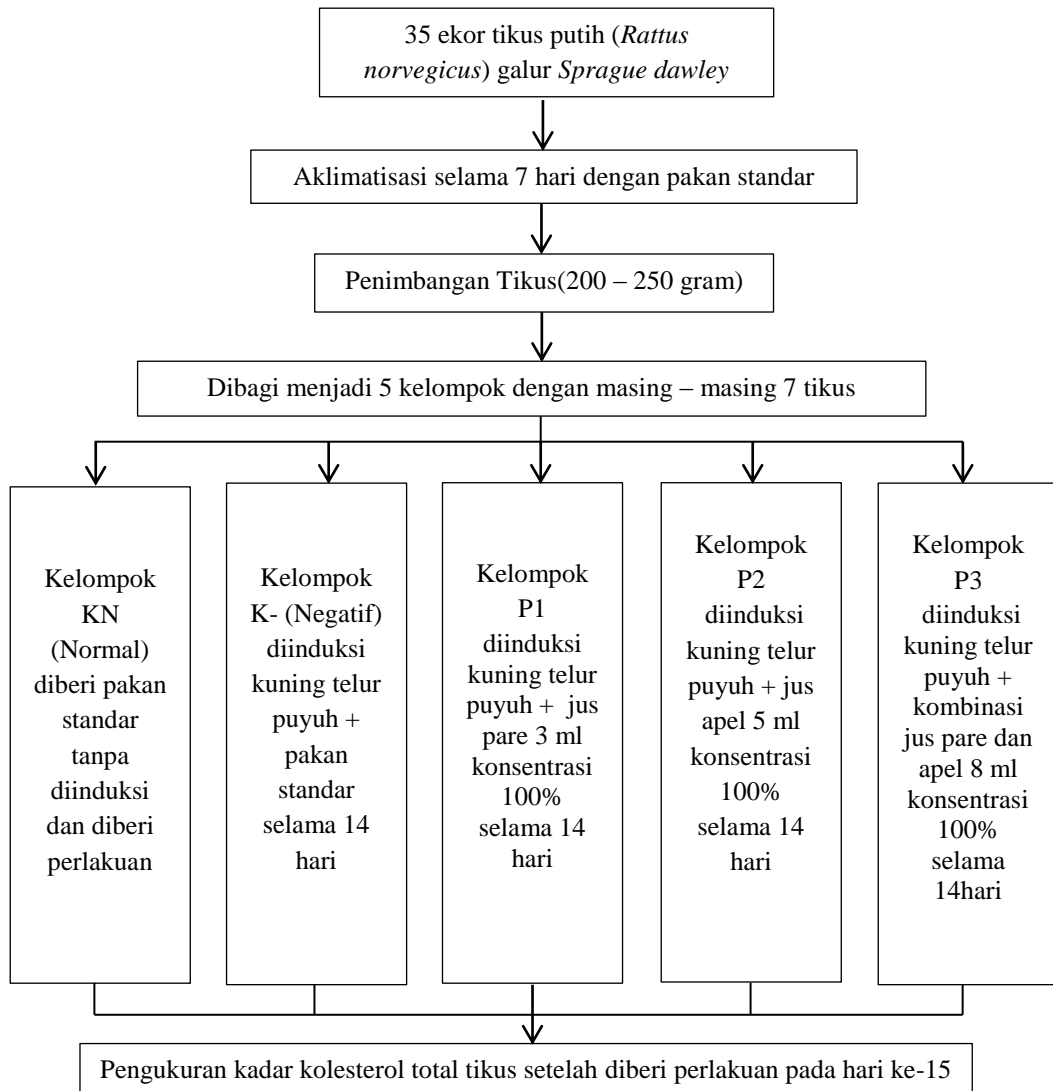 35 ekor tikus putih (Rattus
norvegicus) galur Sprague dawley
Aklimatisasi selama 7 hari dengan pakan standar
Penimbangan Tikus(200 – 250 gram)
Dibagi menjadi 5 kelompok dengan masing – masing 7 tikus
Kelompok
KN
(Normal)
diberi pakan
standar
tanpa
diinduksi
dan diberi
perlakuan
Kelompok
K- (Negatif)
diinduksi
kuning telur
puyuh +
pakan
standar
selama 14
hari
Kelompok
P1
diinduksi
kuning telur
puyuh + jus
pare 3 ml
konsentrasi
100%
selama 14
hari
Kelompok
P2
diinduksi
kuning telur
puyuh + jus
apel 5 ml
konsentrasi
100%
selama 14
hari
Kelompok
P3
diinduksi
kuning telur
puyuh +
kombinasi
jus pare dan
apel 8 ml
konsentrasi
100%
selama
14hari
Pengukuran kadar kolesterol total tikus setelah diberi perlakuan pada hari ke-15